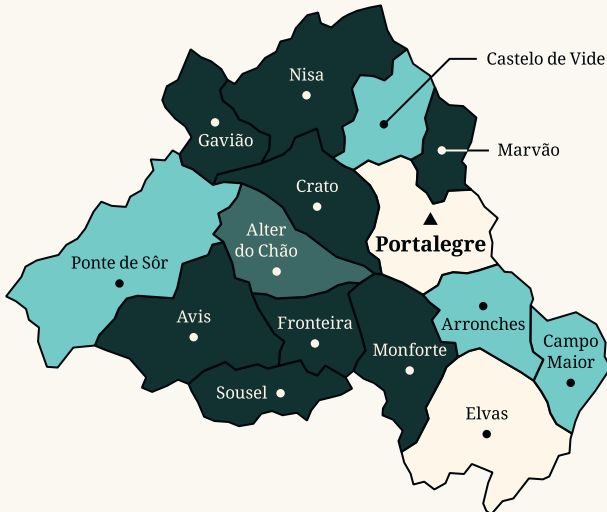 Nisa
Castelo de Vide
Gavião
Marvão
Crato
Alter
do Chão
Portalegre
Ponte de Sôr
Avis
Fronteira
Arronches
Campo
Maior
Monforte
Sousel
Elvas